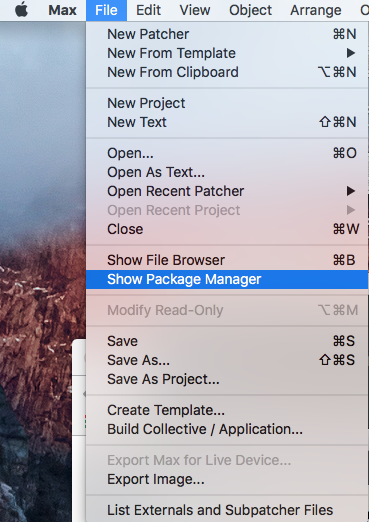 Max File Edit View Object Arrange
New Patcher ⌘N
New From Template ▶
New From Clipboard ⌥⌘N
New Project
New Text ⇧⌘N
Open... ⌘O
Open As Text...
Open Recent Patcher ▶
Open Recent Project ▶
Close ⌘W
Show File Browser ⌘B
Show Package Manager
Modify Read-Only ⌥⌘M
Save ⌘S
Save As... ⇧⌘S
Save As Project...
Create Template...
Build Collective / Application...
Export Max for Live Device...
Export Image...
List Externals and Subpatcher Files